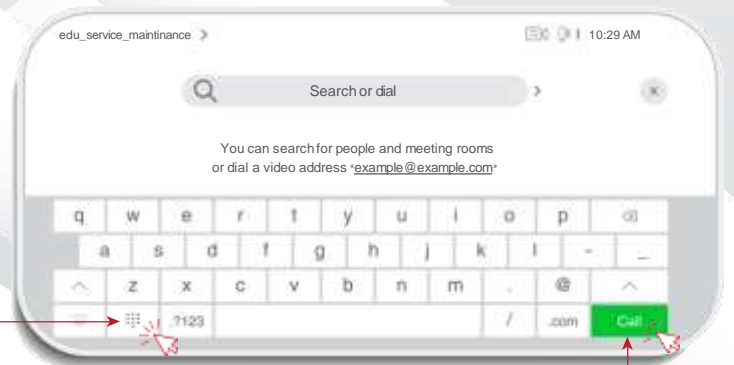 edu_service_maintinance >
10:29 AM
Search or dial
You can search for people and meeting rooms
or dial a video address "example@example.com"
q w e r t y u i o p
a s d f g h j k l - _
z x c v b n m . @
.?123 / .com Call